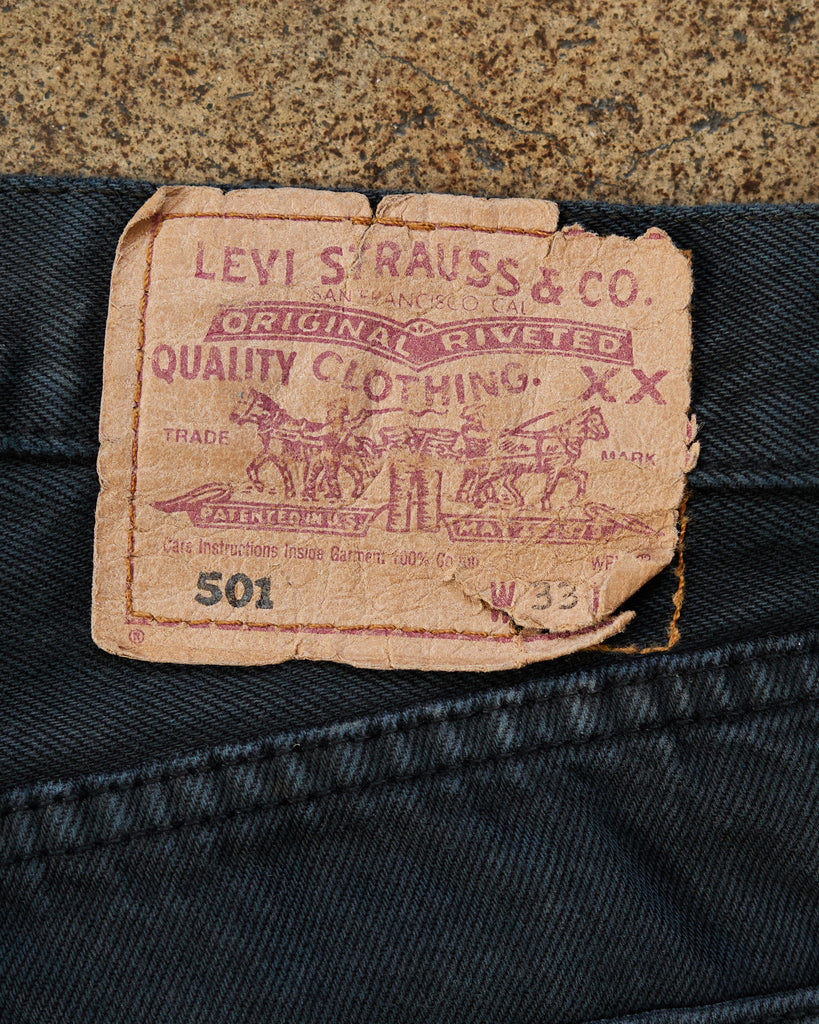 LEVI STRAUSS & CO.
SAN FRANCISCO, CAL
ORIGINAL RIVETED
QUALITY CLOTHING. XX
TRADE MARK
PATENTED IN U.S.
Care Instructions Inside Garment 100%
501 W 33
®